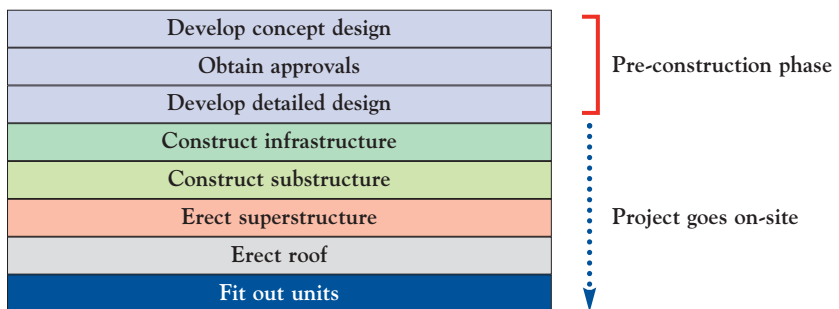 Develop concept design
Obtain approvals
Develop detailed design
Construct infrastructure
Construct substructure
Erect superstructure
Erect roof
Fit out units
Pre-construction phase
Project goes on-site